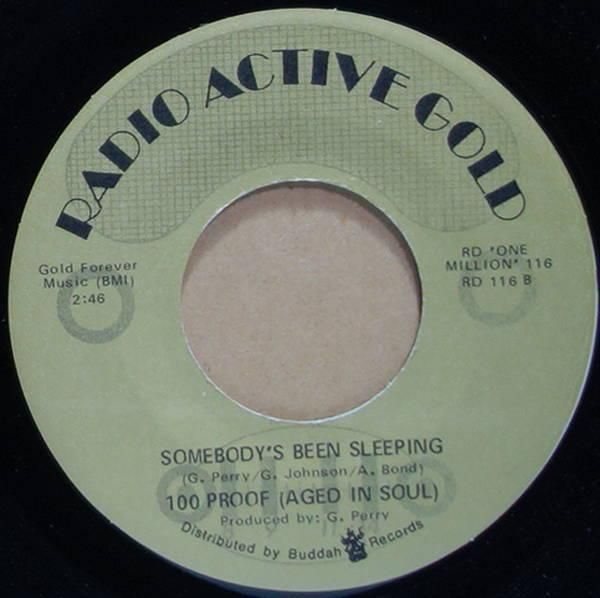 RADIO ACTIVE GOLD
Gold Forever
Music (BMI)
2:46
RD "ONE
MILLION" 116
RD 116 B
SOMEBODY'S BEEN SLEEPING
(G. Perry/G. Johnson/A. Bond)
100 PROOF (AGED IN SOUL)
Produced by: G. Perry
Distributed by Buddah Records